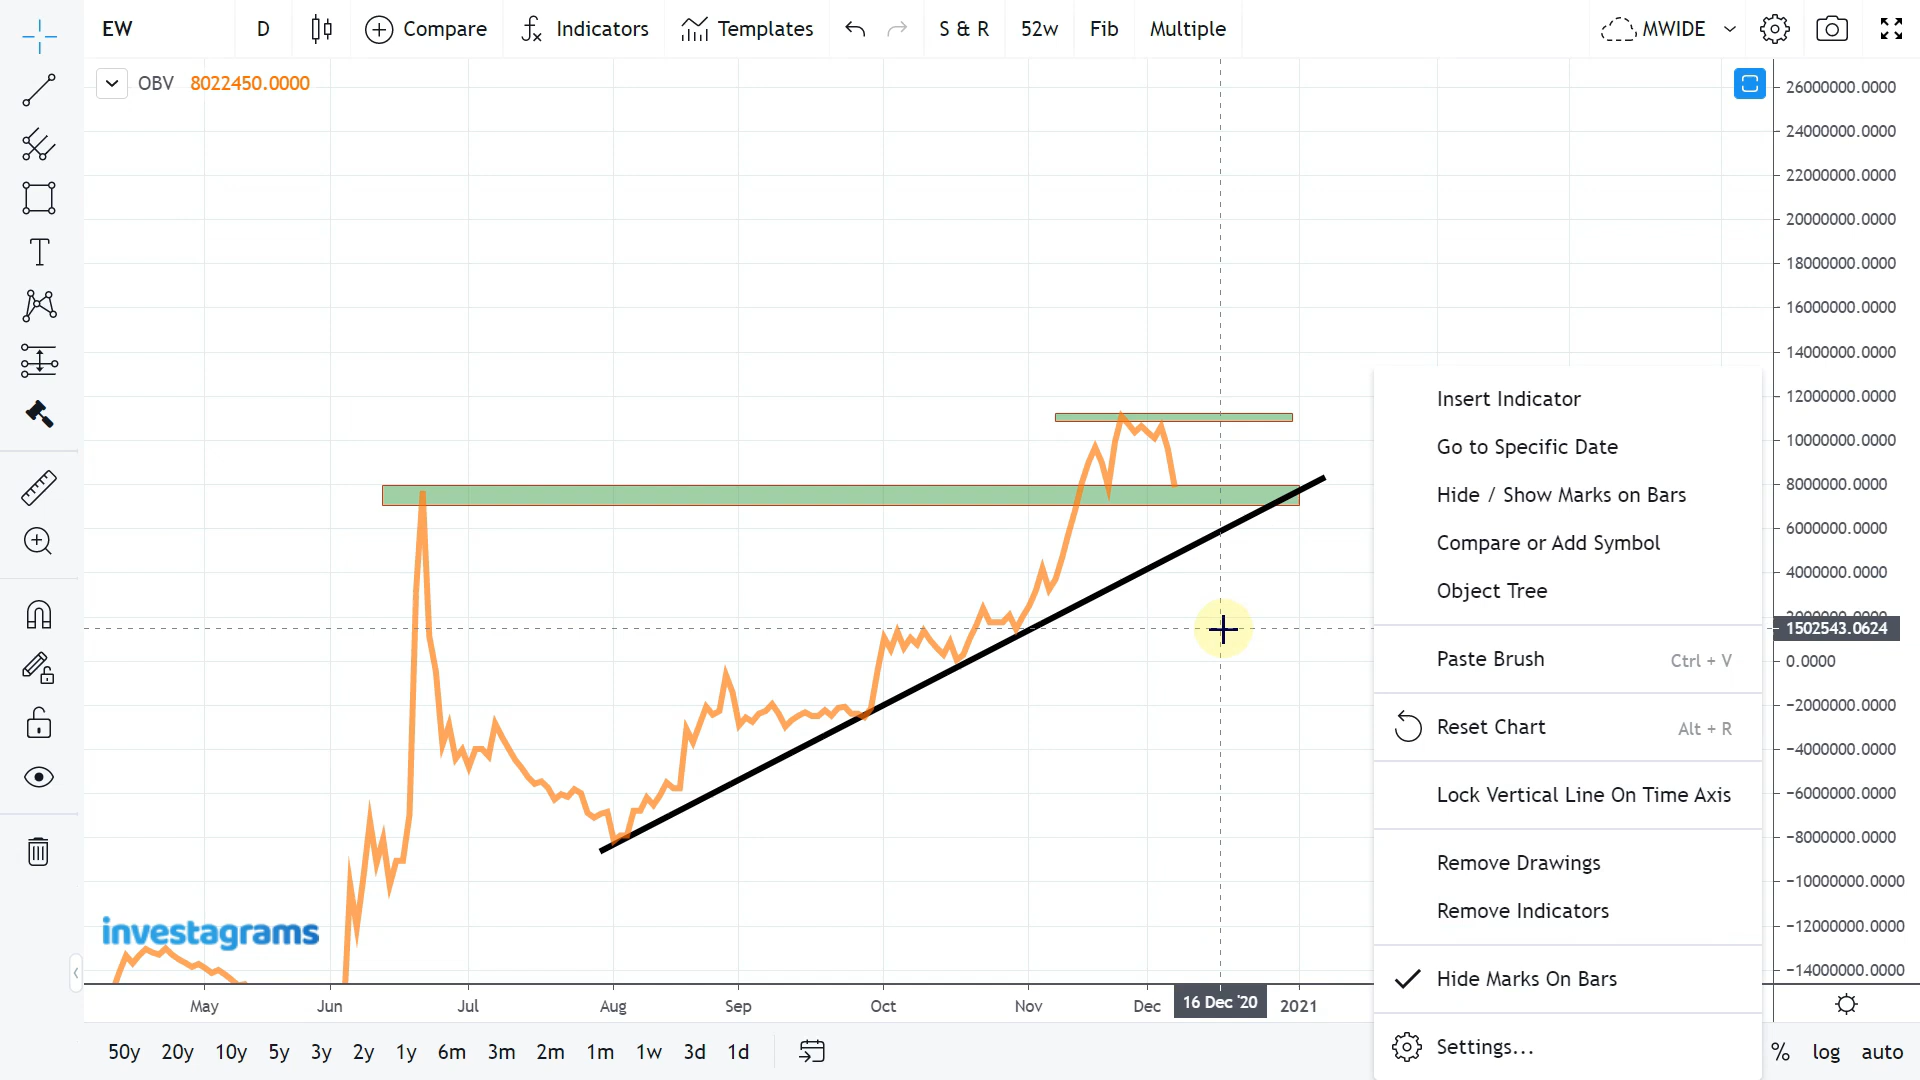 EW
D
Compare
Indicators
Templates
S & R
52w
Fib
Multiple
MWIDE
OBV 8022450.0000
26000000.0000
24000000.0000
22000000.0000
20000000.0000
18000000.0000
16000000.0000
14000000.0000
12000000.0000
10000000.0000
8000000.0000
6000000.0000
4000000.0000
2000000.0000
1502543.0624
0.0000
−2000000.0000
−4000000.0000
−6000000.0000
−8000000.0000
−10000000.0000
−12000000.0000
−14000000.0000
Insert Indicator
Go to Specific Date
Hide / Show Marks on Bars
Compare or Add Symbol
Object Tree
Paste Brush Ctrl + V
Reset Chart Alt + R
Lock Vertical Line On Time Axis
Remove Drawings
Remove Indicators
Hide Marks On Bars
Settings...
investagrams
May Jun Jul Aug Sep Oct Nov Dec 16 Dec '20 2021
50y 20y 10y 5y 3y 2y 1y 6m 3m 2m 1m 1w 3d 1d
% log auto